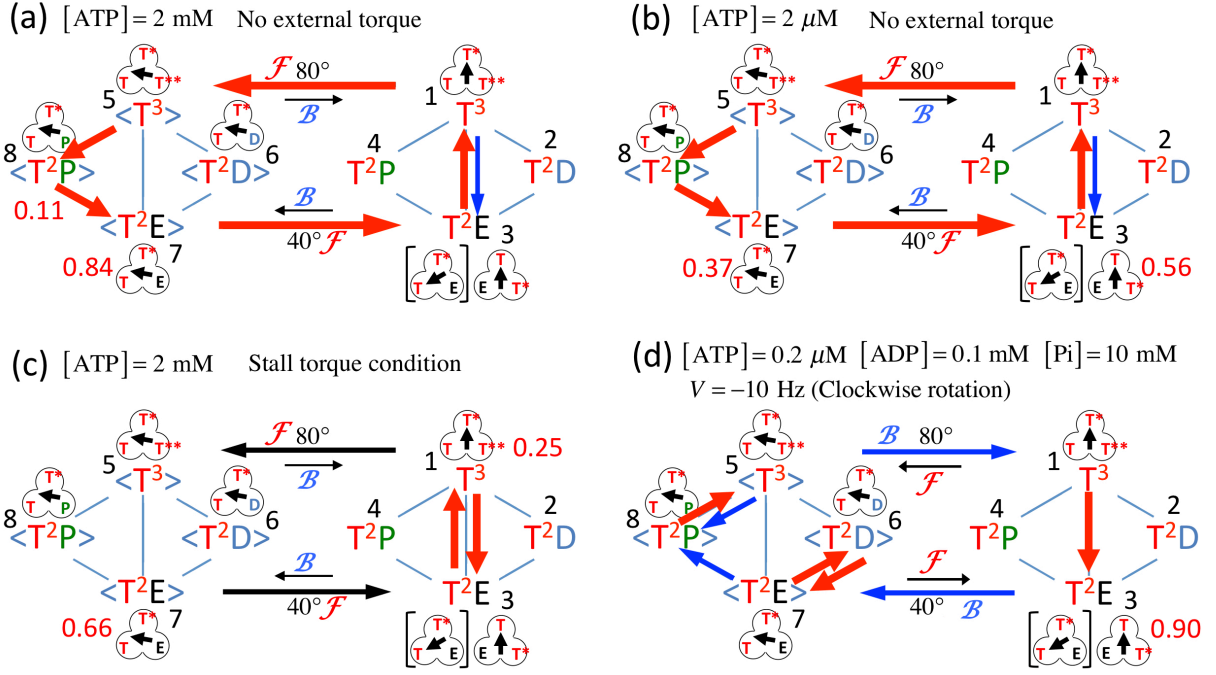 (a) [ATP] = 2 mM No external torque
T* T T**
5 <T³>
ℱ 80°
ℬ
T* T T**
1 T³
T* T P
8 <T²P>
0.11
T* T D
<T²D> 6
4 T²P
2 T²D
<T²E> 7
0.84
T* T E
ℬ
40° ℱ
T²E 3
[T* T E] T E T*
(b) [ATP] = 2 μM No external torque
T* T T**
5 <T³>
ℱ 80°
ℬ
T* T T**
1 T³
T* T P
8 <T²P>
T* T D
<T²D> 6
4 T²P
2 T²D
<T²E> 7
0.37
T* T E
ℬ
40° ℱ
T²E 3
[T* T E] T E T* 0.56
(c) [ATP] = 2 mM Stall torque condition
T* T T**
5 <T³>
ℱ 80°
ℬ
T* T T** 0.25
1 T³
T* T P
8 <T²P>
T* T D
<T²D> 6
4 T²P
2 T²D
<T²E> 7
0.66
T* T E
ℬ
40° ℱ
T²E 3
[T* T E] T E T*
(d) [ATP] = 0.2 μM [ADP] = 0.1 mM [Pi] = 10 mM
V = −10 Hz (Clockwise rotation)
T* T T**
5 <T³>
ℬ 80°
ℱ
T* T T**
1 T³
T* T P
8 <T²P>
T* T D
<T²D> 6
4 T²P
2 T²D
<T²E> 7
T* T E
ℱ
40° ℬ
T²E 3
[T* T E] T E T* 0.90